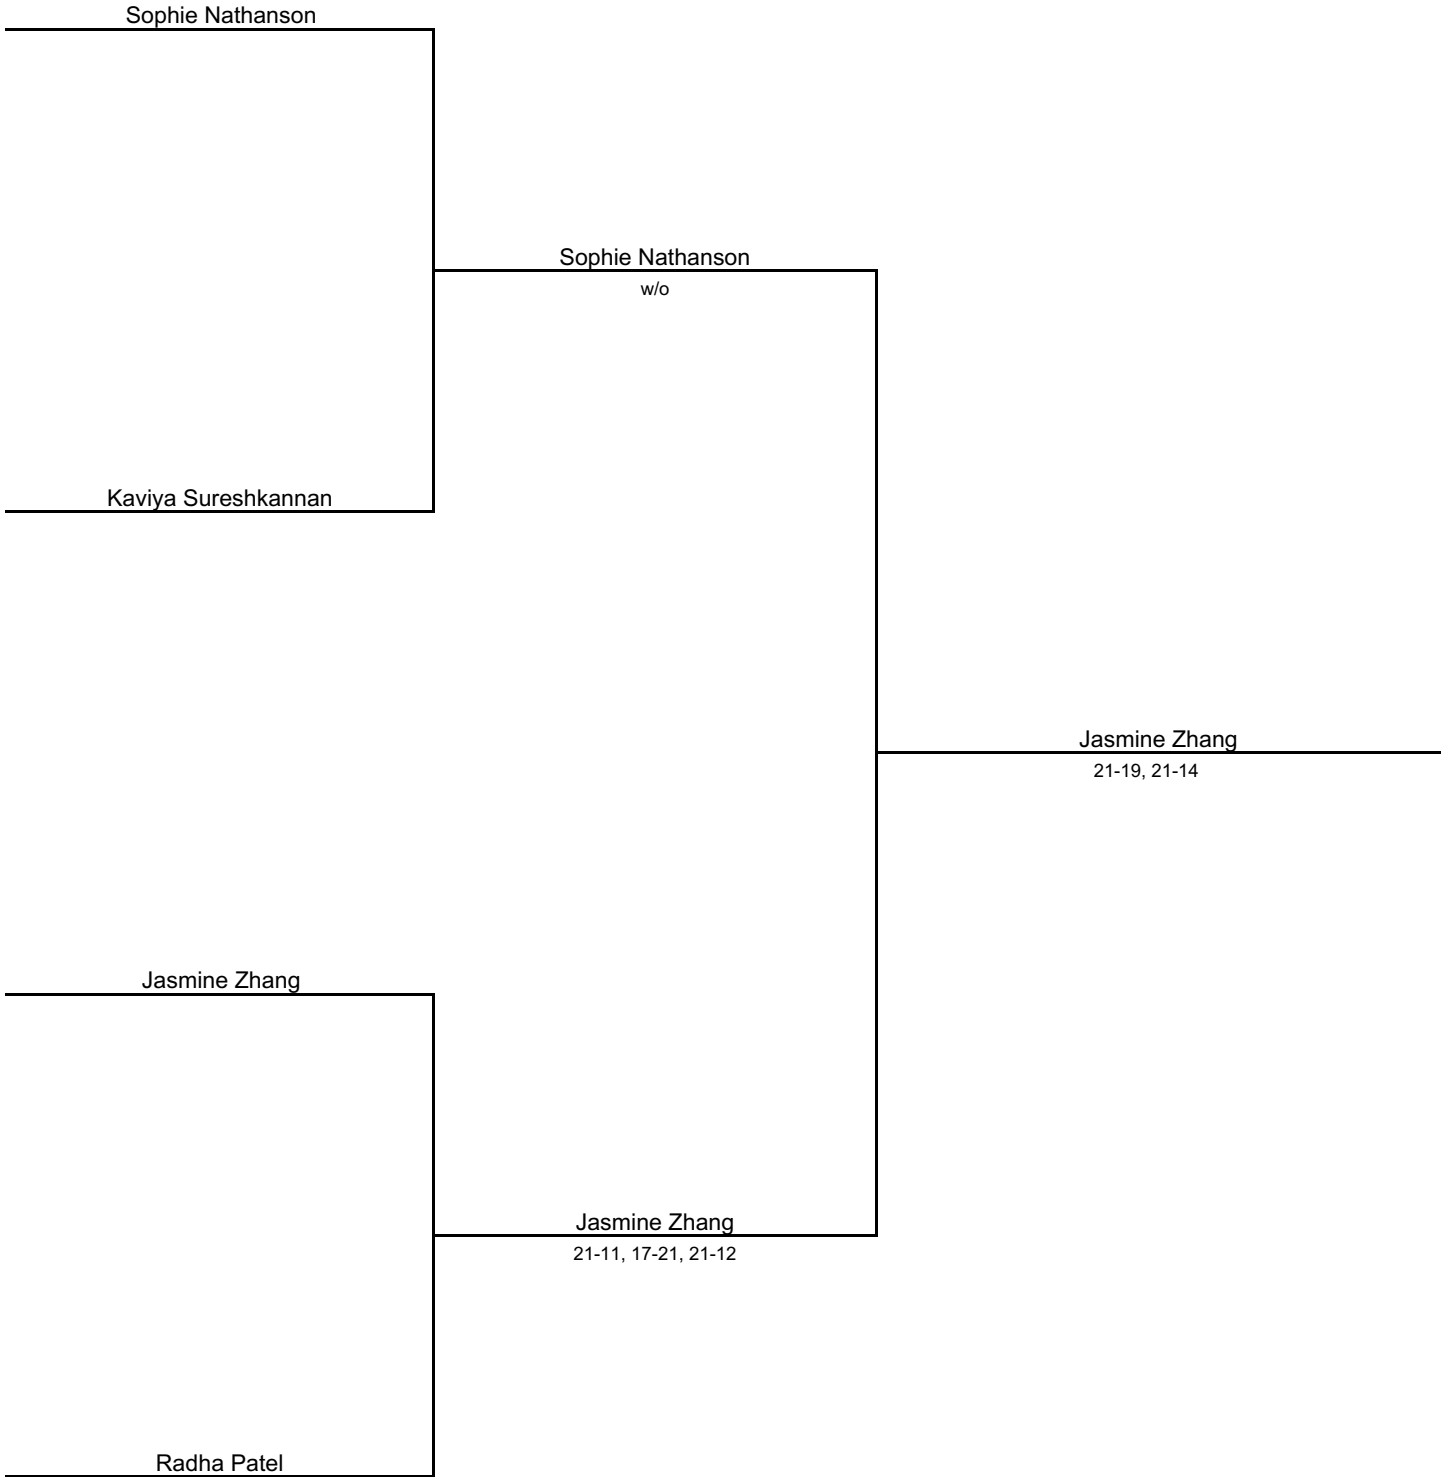 Sophie Nathanson
Sophie Nathanson
w/o
Kaviya Sureshkannan
Jasmine Zhang
21-19, 21-14
Jasmine Zhang
Jasmine Zhang
21-11, 17-21, 21-12
Radha Patel